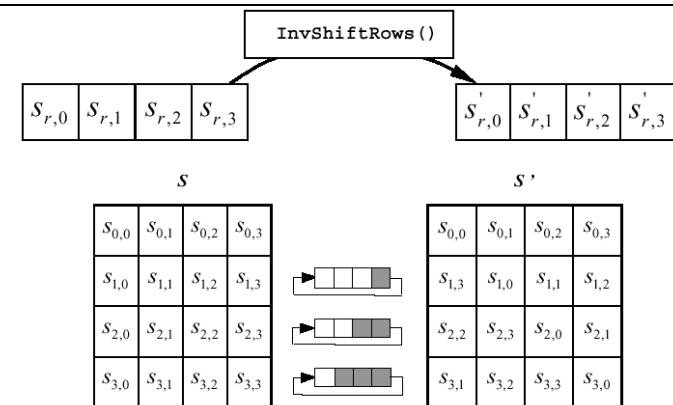 InvShiftRows()
S_{r,0} S_{r,1} S_{r,2} S_{r,3} S'_{r,0} S'_{r,1} S'_{r,2} S'_{r,3}
S S'
S_{0,0} S_{0,1} S_{0,2} S_{0,3} S_{0,0} S_{0,1} S_{0,2} S_{0,3}
S_{1,0} S_{1,1} S_{1,2} S_{1,3} S_{1,3} S_{1,0} S_{1,1} S_{1,2}
S_{2,0} S_{2,1} S_{2,2} S_{2,3} S_{2,2} S_{2,3} S_{2,0} S_{2,1}
S_{3,0} S_{3,1} S_{3,2} S_{3,3} S_{3,1} S_{3,2} S_{3,3} S_{3,0}